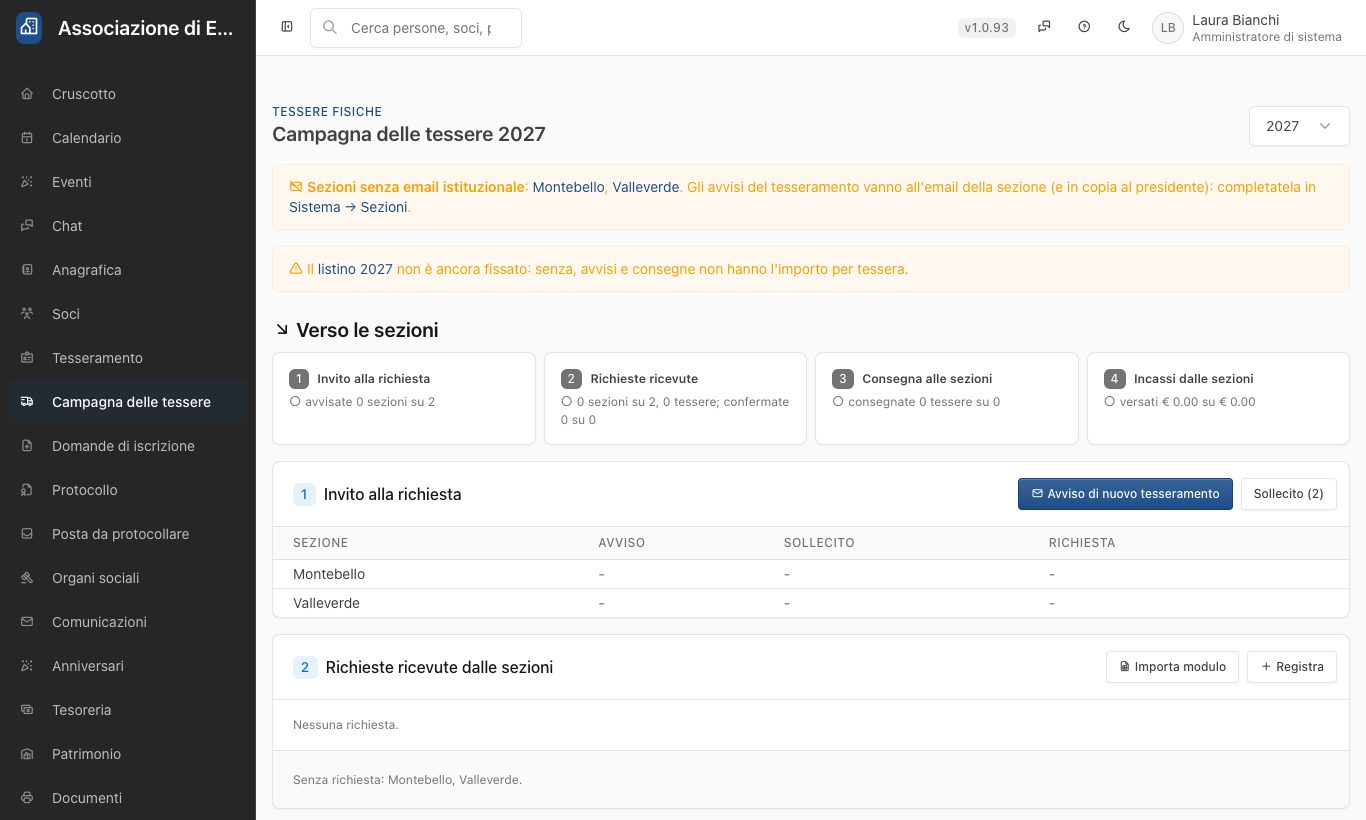 Associazione di E...
Cerca persone, soci, p
v1.0.93
LB
Laura Bianchi
Amministratore di sistema
Cruscotto
Calendario
Eventi
Chat
Anagrafica
Soci
Tesseramento
Campagna delle tessere
Domande di iscrizione
Protocollo
Posta da protocollare
Organi sociali
Comunicazioni
Anniversari
Tesoreria
Patrimonio
Documenti
TESSERE FISICHE
Campagna delle tessere 2027
2027
Sezioni senza email istituzionale: Montebello, Valleverde. Gli avvisi del tesseramento vanno all'email della sezione (e in copia al presidente): completatela in
Sistema → Sezioni.
Il listino 2027 non è ancora fissato: senza, avvisi e consegne non hanno l'importo per tessera.
Verso le sezioni
1 Invito alla richiesta
avvisate 0 sezioni su 2
2 Richieste ricevute
0 sezioni su 2, 0 tessere; confermate
0 su 0
3 Consegna alle sezioni
consegnate 0 tessere su 0
4 Incassi dalle sezioni
versati € 0.00 su € 0.00
1 Invito alla richiesta
Avviso di nuovo tesseramento
Sollecito (2)
SEZIONE AVVISO SOLLECITO RICHIESTA
Montebello - - -
Valleverde - - -
2 Richieste ricevute dalle sezioni
Importa modulo
+ Registra
Nessuna richiesta.
Senza richiesta: Montebello, Valleverde.